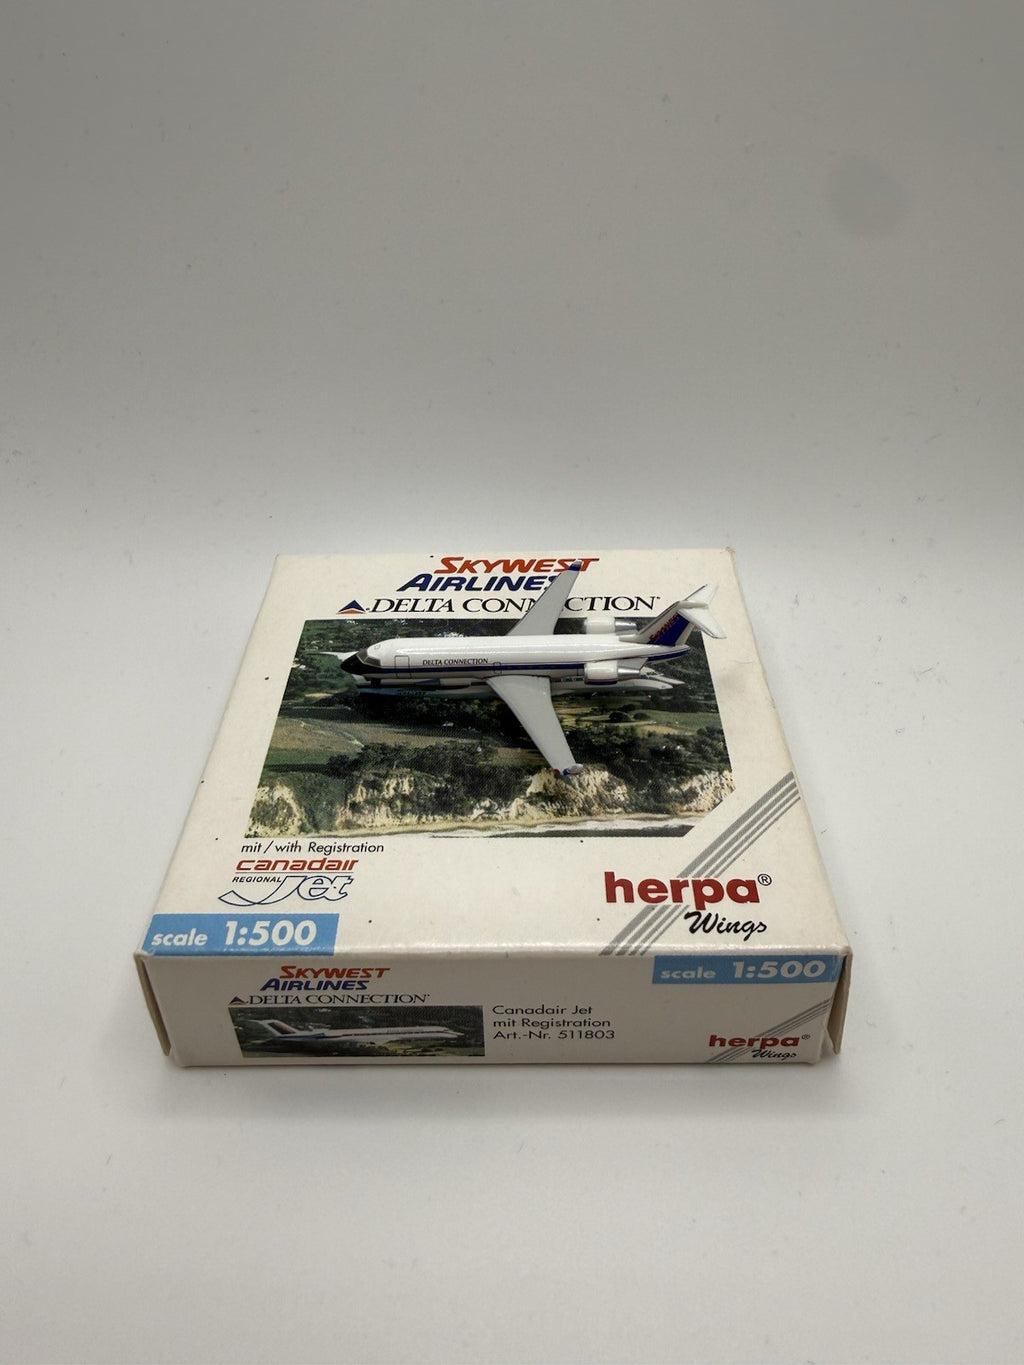 SKYWEST
AIRLINES
DELTA CONNECTION
DELTA CONNECTION
SKYWEST
mit / with Registration
canadair
REGIONAL Jet
herpa®
Wings
scale 1:500
SKYWEST
AIRLINES
DELTA CONNECTION
scale 1:500
Canadair Jet
mit Registration
Art.-Nr. 511803
herpa®
Wings